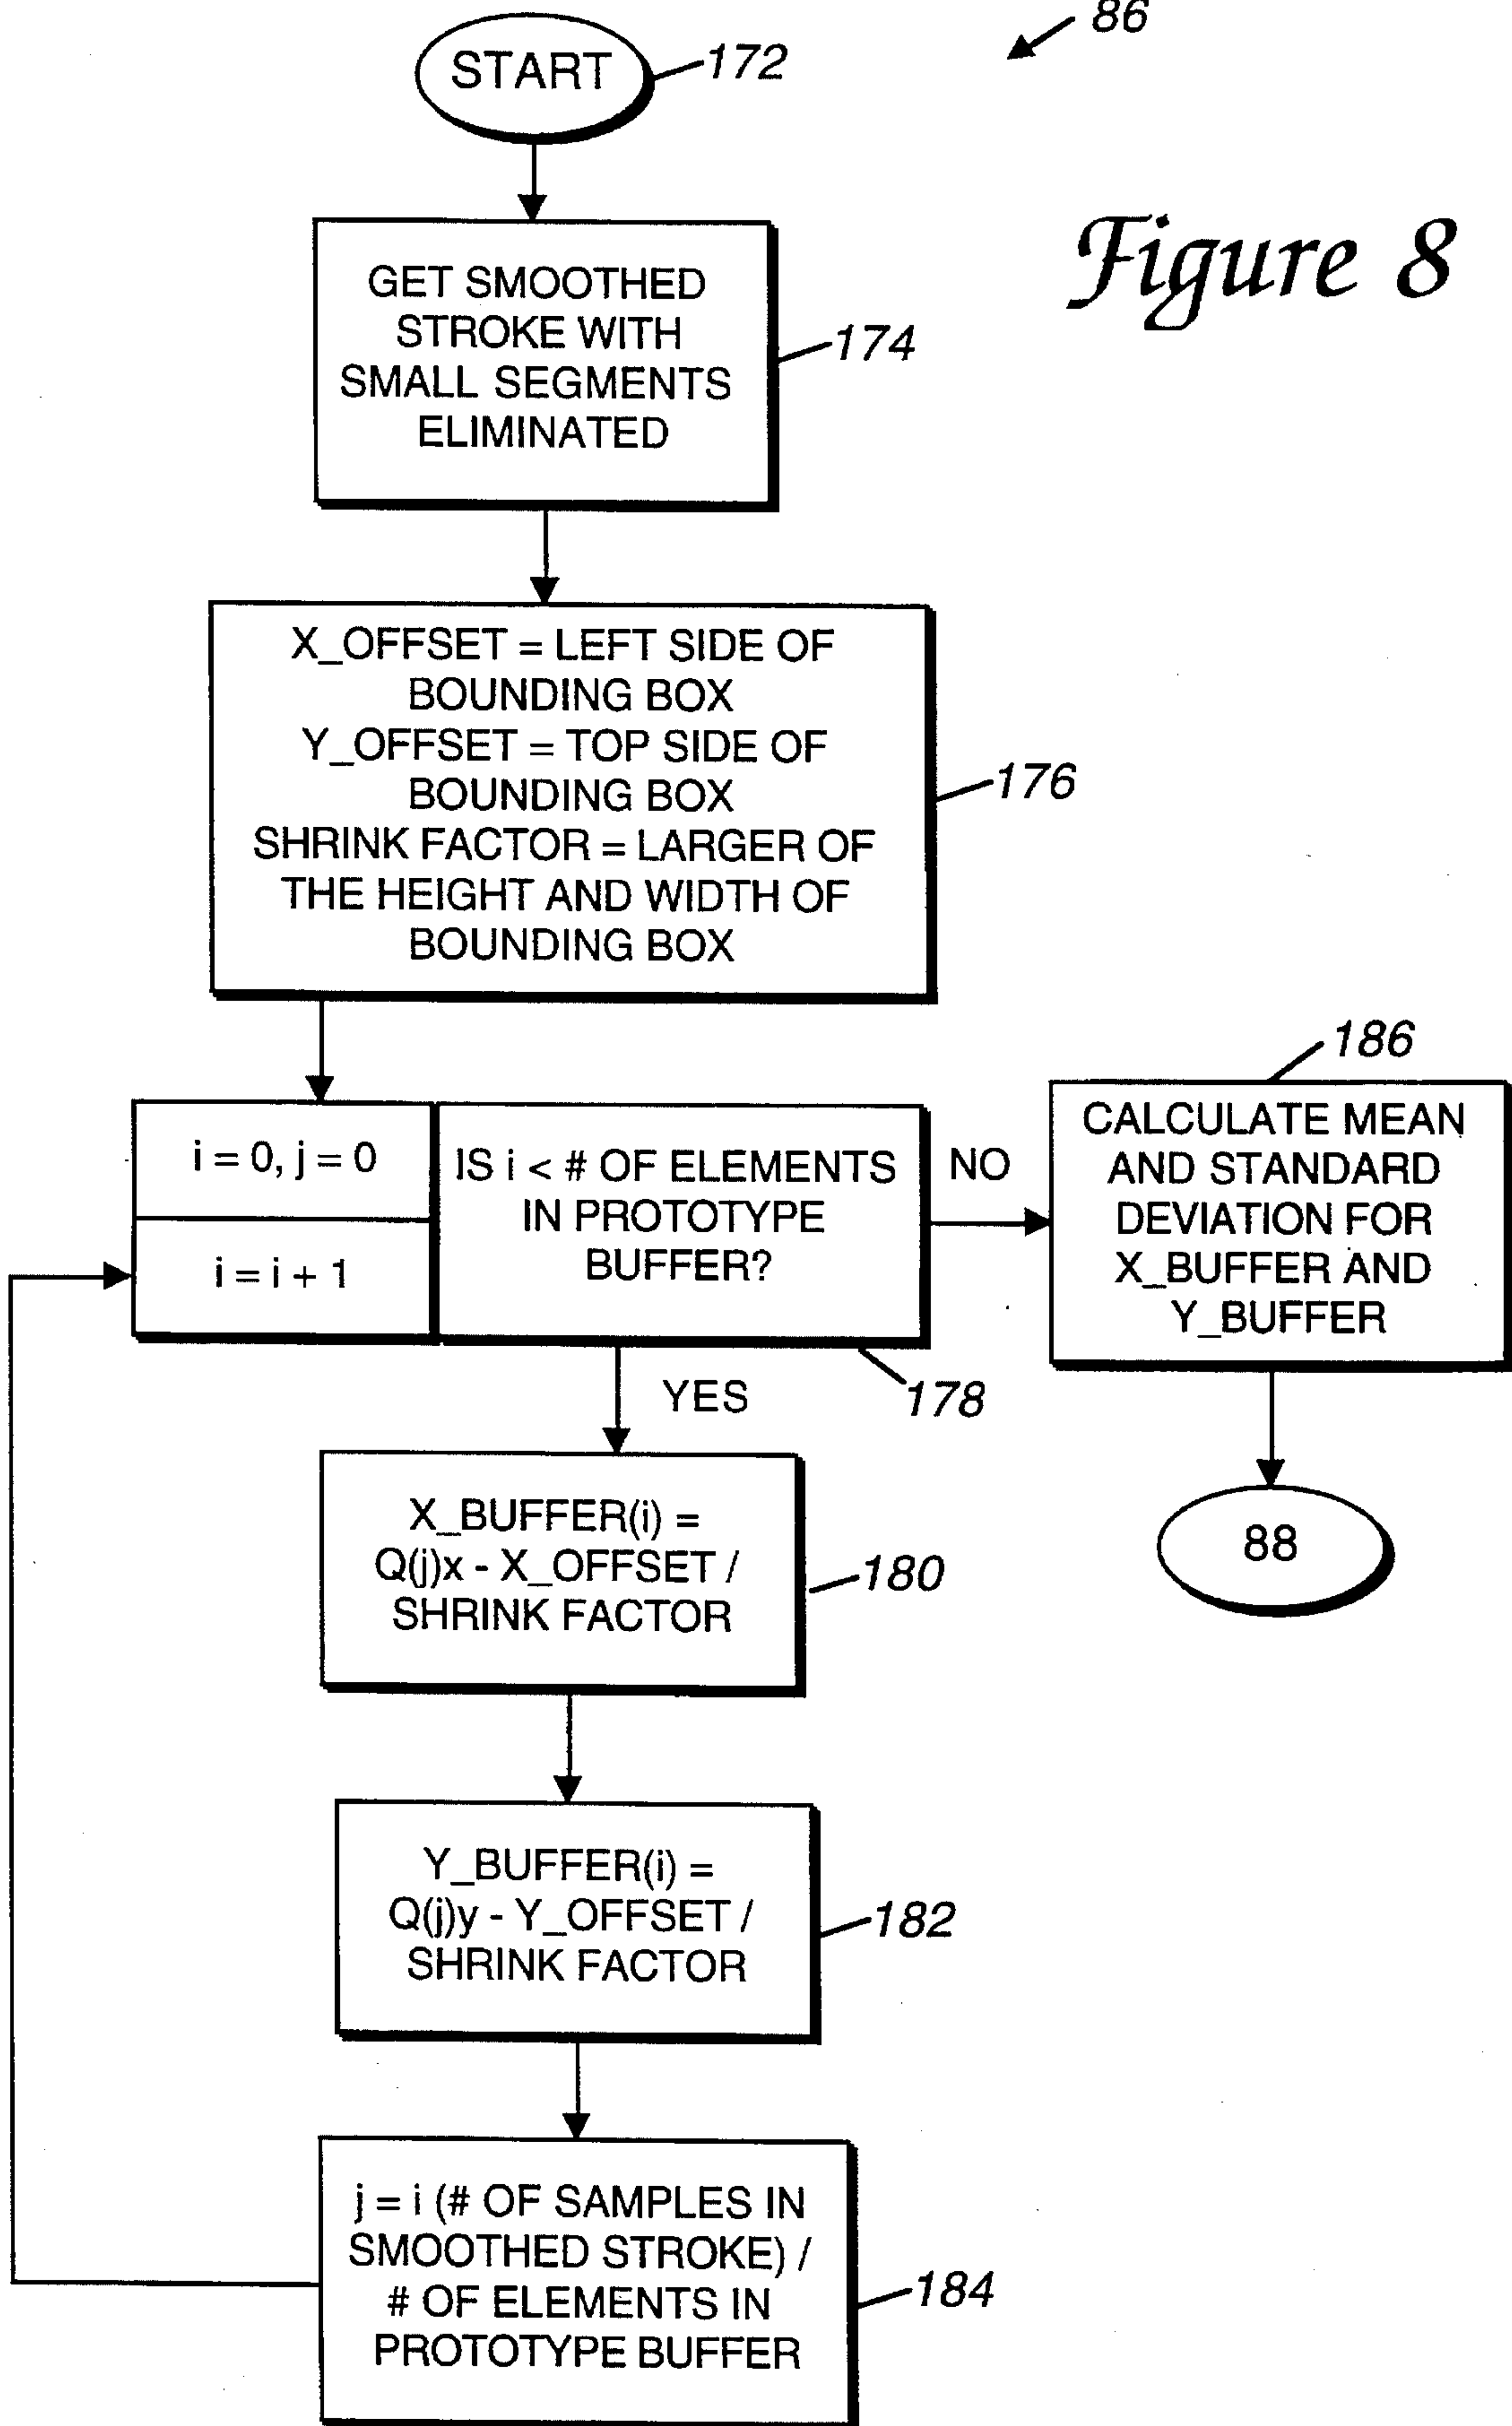 86
START
172
Figure 8
GET SMOOTHED
STROKE WITH
SMALL SEGMENTS
ELIMINATED
174
X_OFFSET = LEFT SIDE OF
BOUNDING BOX
Y_OFFSET = TOP SIDE OF
BOUNDING BOX
SHRINK FACTOR = LARGER OF
THE HEIGHT AND WIDTH OF
BOUNDING BOX
176
i = 0, j = 0
i = i + 1
IS i < # OF ELEMENTS
IN PROTOTYPE
BUFFER?
178
NO
186
CALCULATE MEAN
AND STANDARD
DEVIATION FOR
X_BUFFER AND
Y_BUFFER
88
YES
X_BUFFER(i) =
Q(j)x - X_OFFSET /
SHRINK FACTOR
180
Y_BUFFER(i) =
Q(j)y - Y_OFFSET /
SHRINK FACTOR
182
j = i (# OF SAMPLES IN
SMOOTHED STROKE) /
# OF ELEMENTS IN
PROTOTYPE BUFFER
184